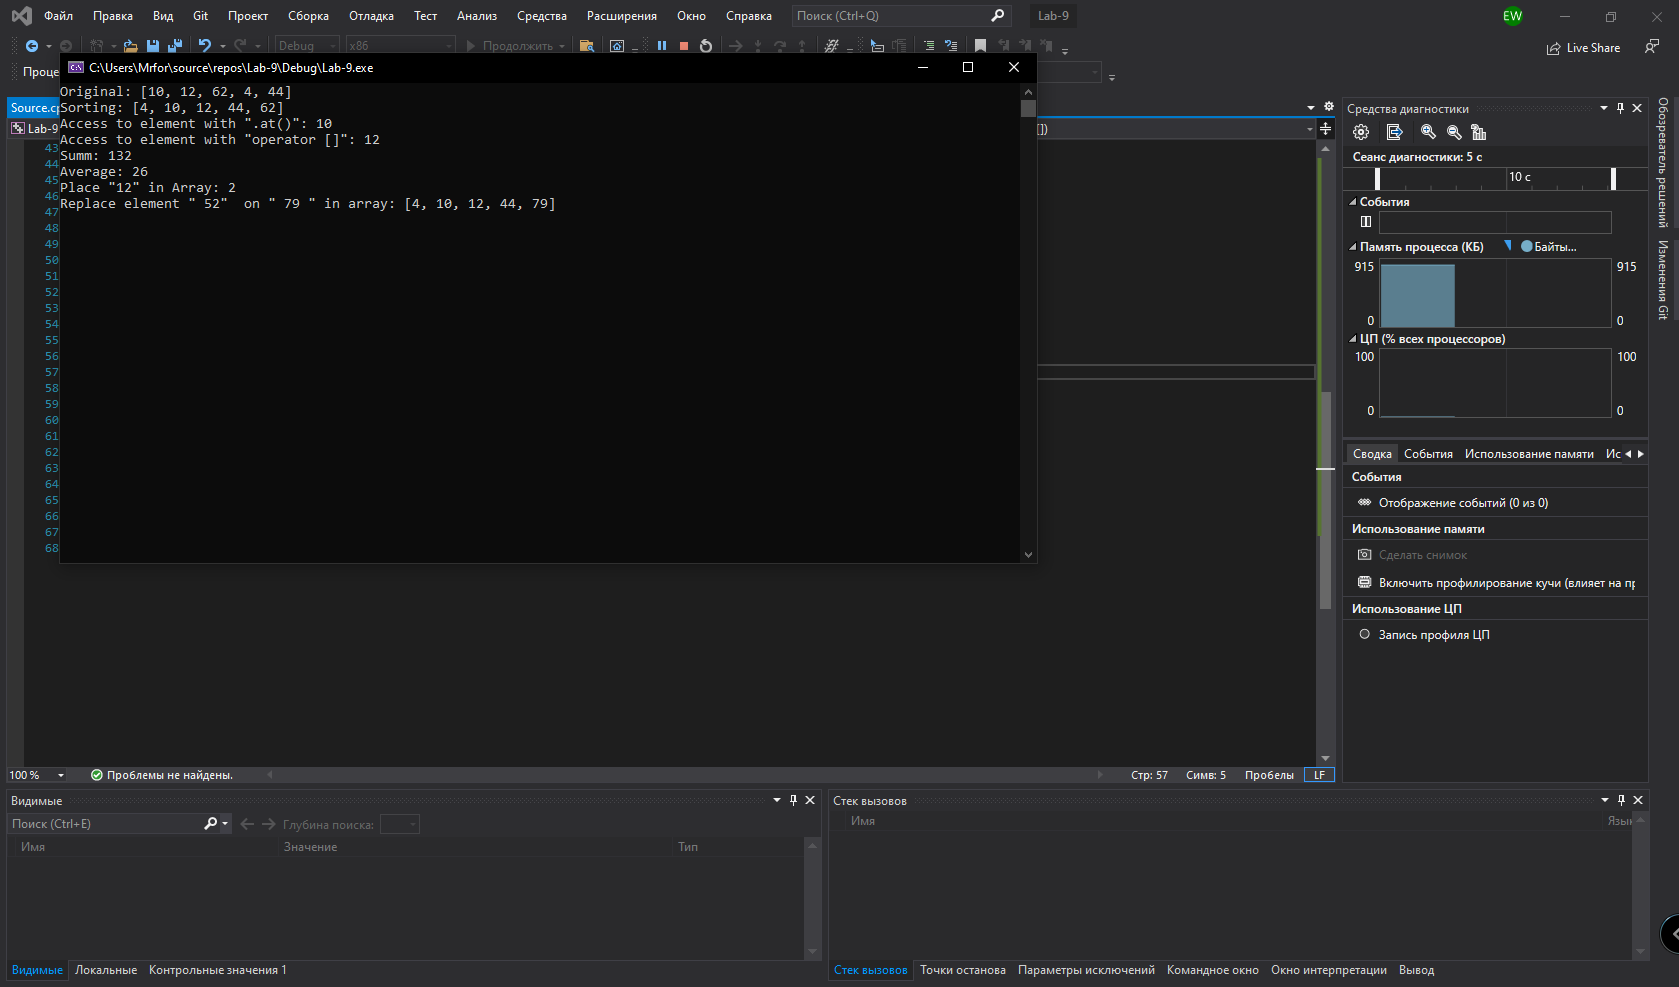 Файл Правка Вид Git Проект Сборка Отладка Тест Анализ Средства Расширения Окно Справка Поиск (Ctrl+Q) Lab-9 EW
Debug x86 Продолжить Live Share
Проце
C:\Users\Mrfor\source\repos\Lab-9\Debug\Lab-9.exe
Original: [10, 12, 62, 4, 44]
Sorting: [4, 10, 12, 44, 62]
Access to element with ".at()": 10
Access to element with "operator []": 12
Summ: 132
Average: 26
Place "12" in Array: 2
Replace element " 52"  on " 79 " in array: [4, 10, 12, 44, 79]
Source.cp
Lab-9
[])
43
44
45
46
47
48
49
50
51
52
53
54
55
56
57
58
59
60
61
62
63
64
65
66
67
68
100 % Проблемы не найдены. Стр: 57 Симв: 5 Пробелы LF
Средства диагностики
Сеанс диагностики: 5 с
10 с
События
Память процесса (КБ) Байты...
915 915
0 0
ЦП (% всех процессоров)
100 100
0 0
Сводка События Использование памяти Ис
События
Отображение событий (0 из 0)
Использование памяти
Сделать снимок
Включить профилирование кучи (влияет на пр
Использование ЦП
Запись профиля ЦП
Обозреватель решений
Изменения Git
Видимые
Поиск (Ctrl+E) Глубина поиска:
Имя Значение Тип
Видимые Локальные Контрольные значения 1
Стек вызовов
Имя Язык
Стек вызовов Точки останова Параметры исключений Командное окно Окно интерпретации Вывод